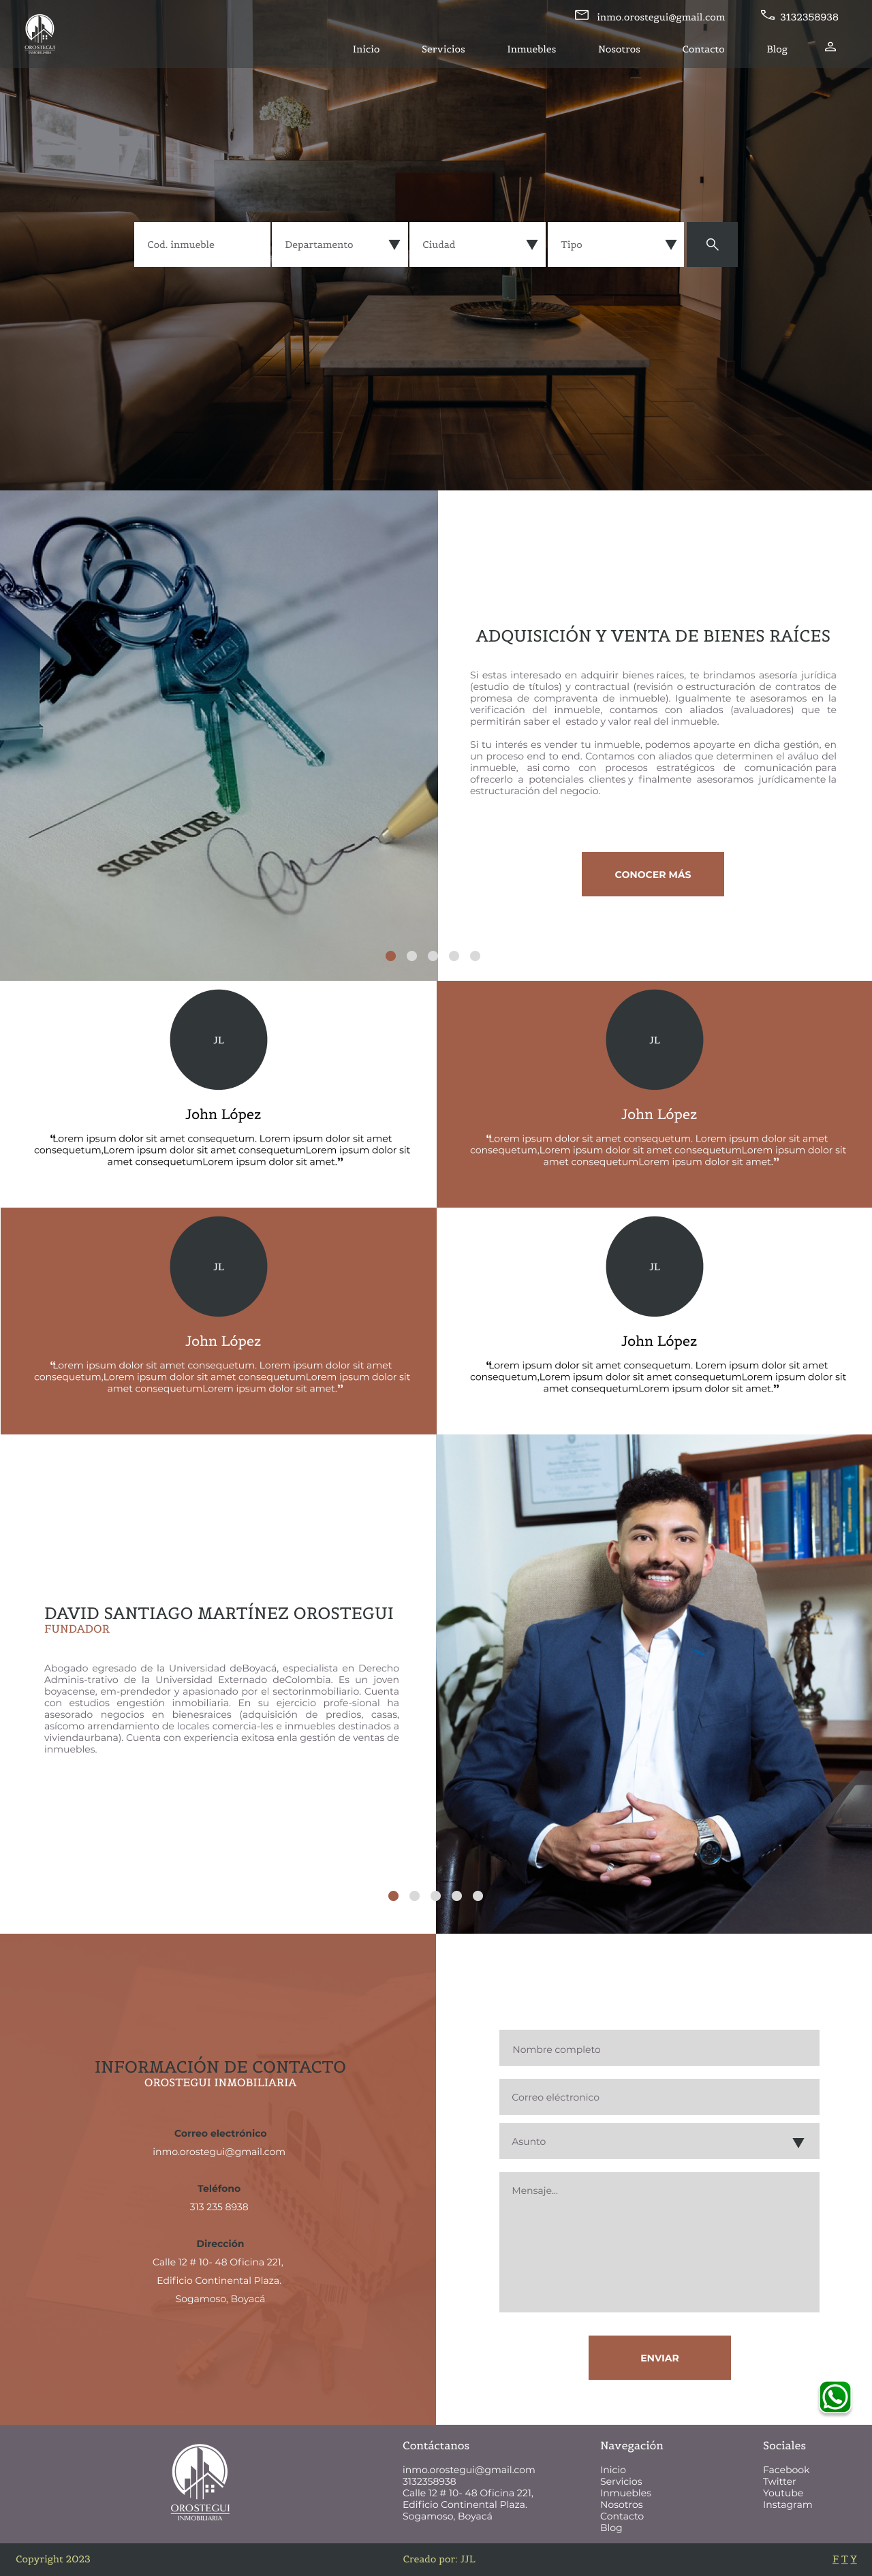 inmo.orostegui@gmail.com
3132358938
OROSTEGUI
INMOBILIARIA
Inicio
Servicios
Inmuebles
Nosotros
Contacto
Blog
Cod. inmueble
Departamento
Ciudad
Tipo
SIGNATURE
ADQUISICIÓN Y VENTA DE BIENES RAÍCES
Si estas interesado en adquirir bienes raíces, te brindamos asesoría jurídica
(estudio de títulos) y contractual (revisión o estructuración de contratos de
promesa de compraventa de inmueble). Igualmente te asesoramos en la
verificación del inmueble, contamos con aliados (avaluadores) que te
permitirán saber el estado y valor real del inmueble.
Si tu interés es vender tu inmueble, podemos apoyarte en dicha gestión, en
un proceso end to end. Contamos con aliados que determinen el aváluo del
inmueble, asi como con procesos estratégicos de comunicación para
ofrecerlo a potenciales clientes y finalmente asesoramos jurídicamente la
estructuración del negocio.
CONOCER MÁS
JL
John López
“Lorem ipsum dolor sit amet consequetum. Lorem ipsum dolor sit amet
consequetum,Lorem ipsum dolor sit amet consequetumLorem ipsum dolor sit
amet consequetumLorem ipsum dolor sit amet.”
JL
John López
“Lorem ipsum dolor sit amet consequetum. Lorem ipsum dolor sit amet
consequetum,Lorem ipsum dolor sit amet consequetumLorem ipsum dolor sit
amet consequetumLorem ipsum dolor sit amet.”
JL
John López
“Lorem ipsum dolor sit amet consequetum. Lorem ipsum dolor sit amet
consequetum,Lorem ipsum dolor sit amet consequetumLorem ipsum dolor sit
amet consequetumLorem ipsum dolor sit amet.”
JL
John López
“Lorem ipsum dolor sit amet consequetum. Lorem ipsum dolor sit amet
consequetum,Lorem ipsum dolor sit amet consequetumLorem ipsum dolor sit
amet consequetumLorem ipsum dolor sit amet.”
DAVID SANTIAGO MARTÍNEZ OROSTEGUI
FUNDADOR
Abogado egresado de la Universidad deBoyacá, especialista en Derecho
Adminis-trativo de la Universidad Externado deColombia. Es un joven
boyacense, em-prendedor y apasionado por el sectorinmobiliario. Cuenta
con estudios engestión inmobiliaria. En su ejercicio profe-sional ha
asesorado negocios en bienesraices (adquisición de predios, casas,
asícomo arrendamiento de locales comercia-les e inmuebles destinados a
viviendaurbana). Cuenta con experiencia exitosa enla gestión de ventas de
inmuebles.
INFORMACIÓN DE CONTACTO
OROSTEGUI INMOBILIARIA
Correo electrónico
inmo.orostegui@gmail.com
Teléfono
313 235 8938
Dirección
Calle 12 # 10- 48 Oficina 221,
Edificio Continental Plaza.
Sogamoso, Boyacá
Nombre completo
Correo eléctronico
Asunto
Mensaje...
ENVIAR
OROSTEGUI
INMOBILIARIA
Contáctanos
inmo.orostegui@gmail.com
3132358938
Calle 12 # 10- 48 Oficina 221,
Edificio Continental Plaza.
Sogamoso, Boyacá
Navegación
Inicio
Servicios
Inmuebles
Nosotros
Contacto
Blog
Sociales
Facebook
Twitter
Youtube
Instagram
Copyright 2023
Creado por: JJL
F T Y